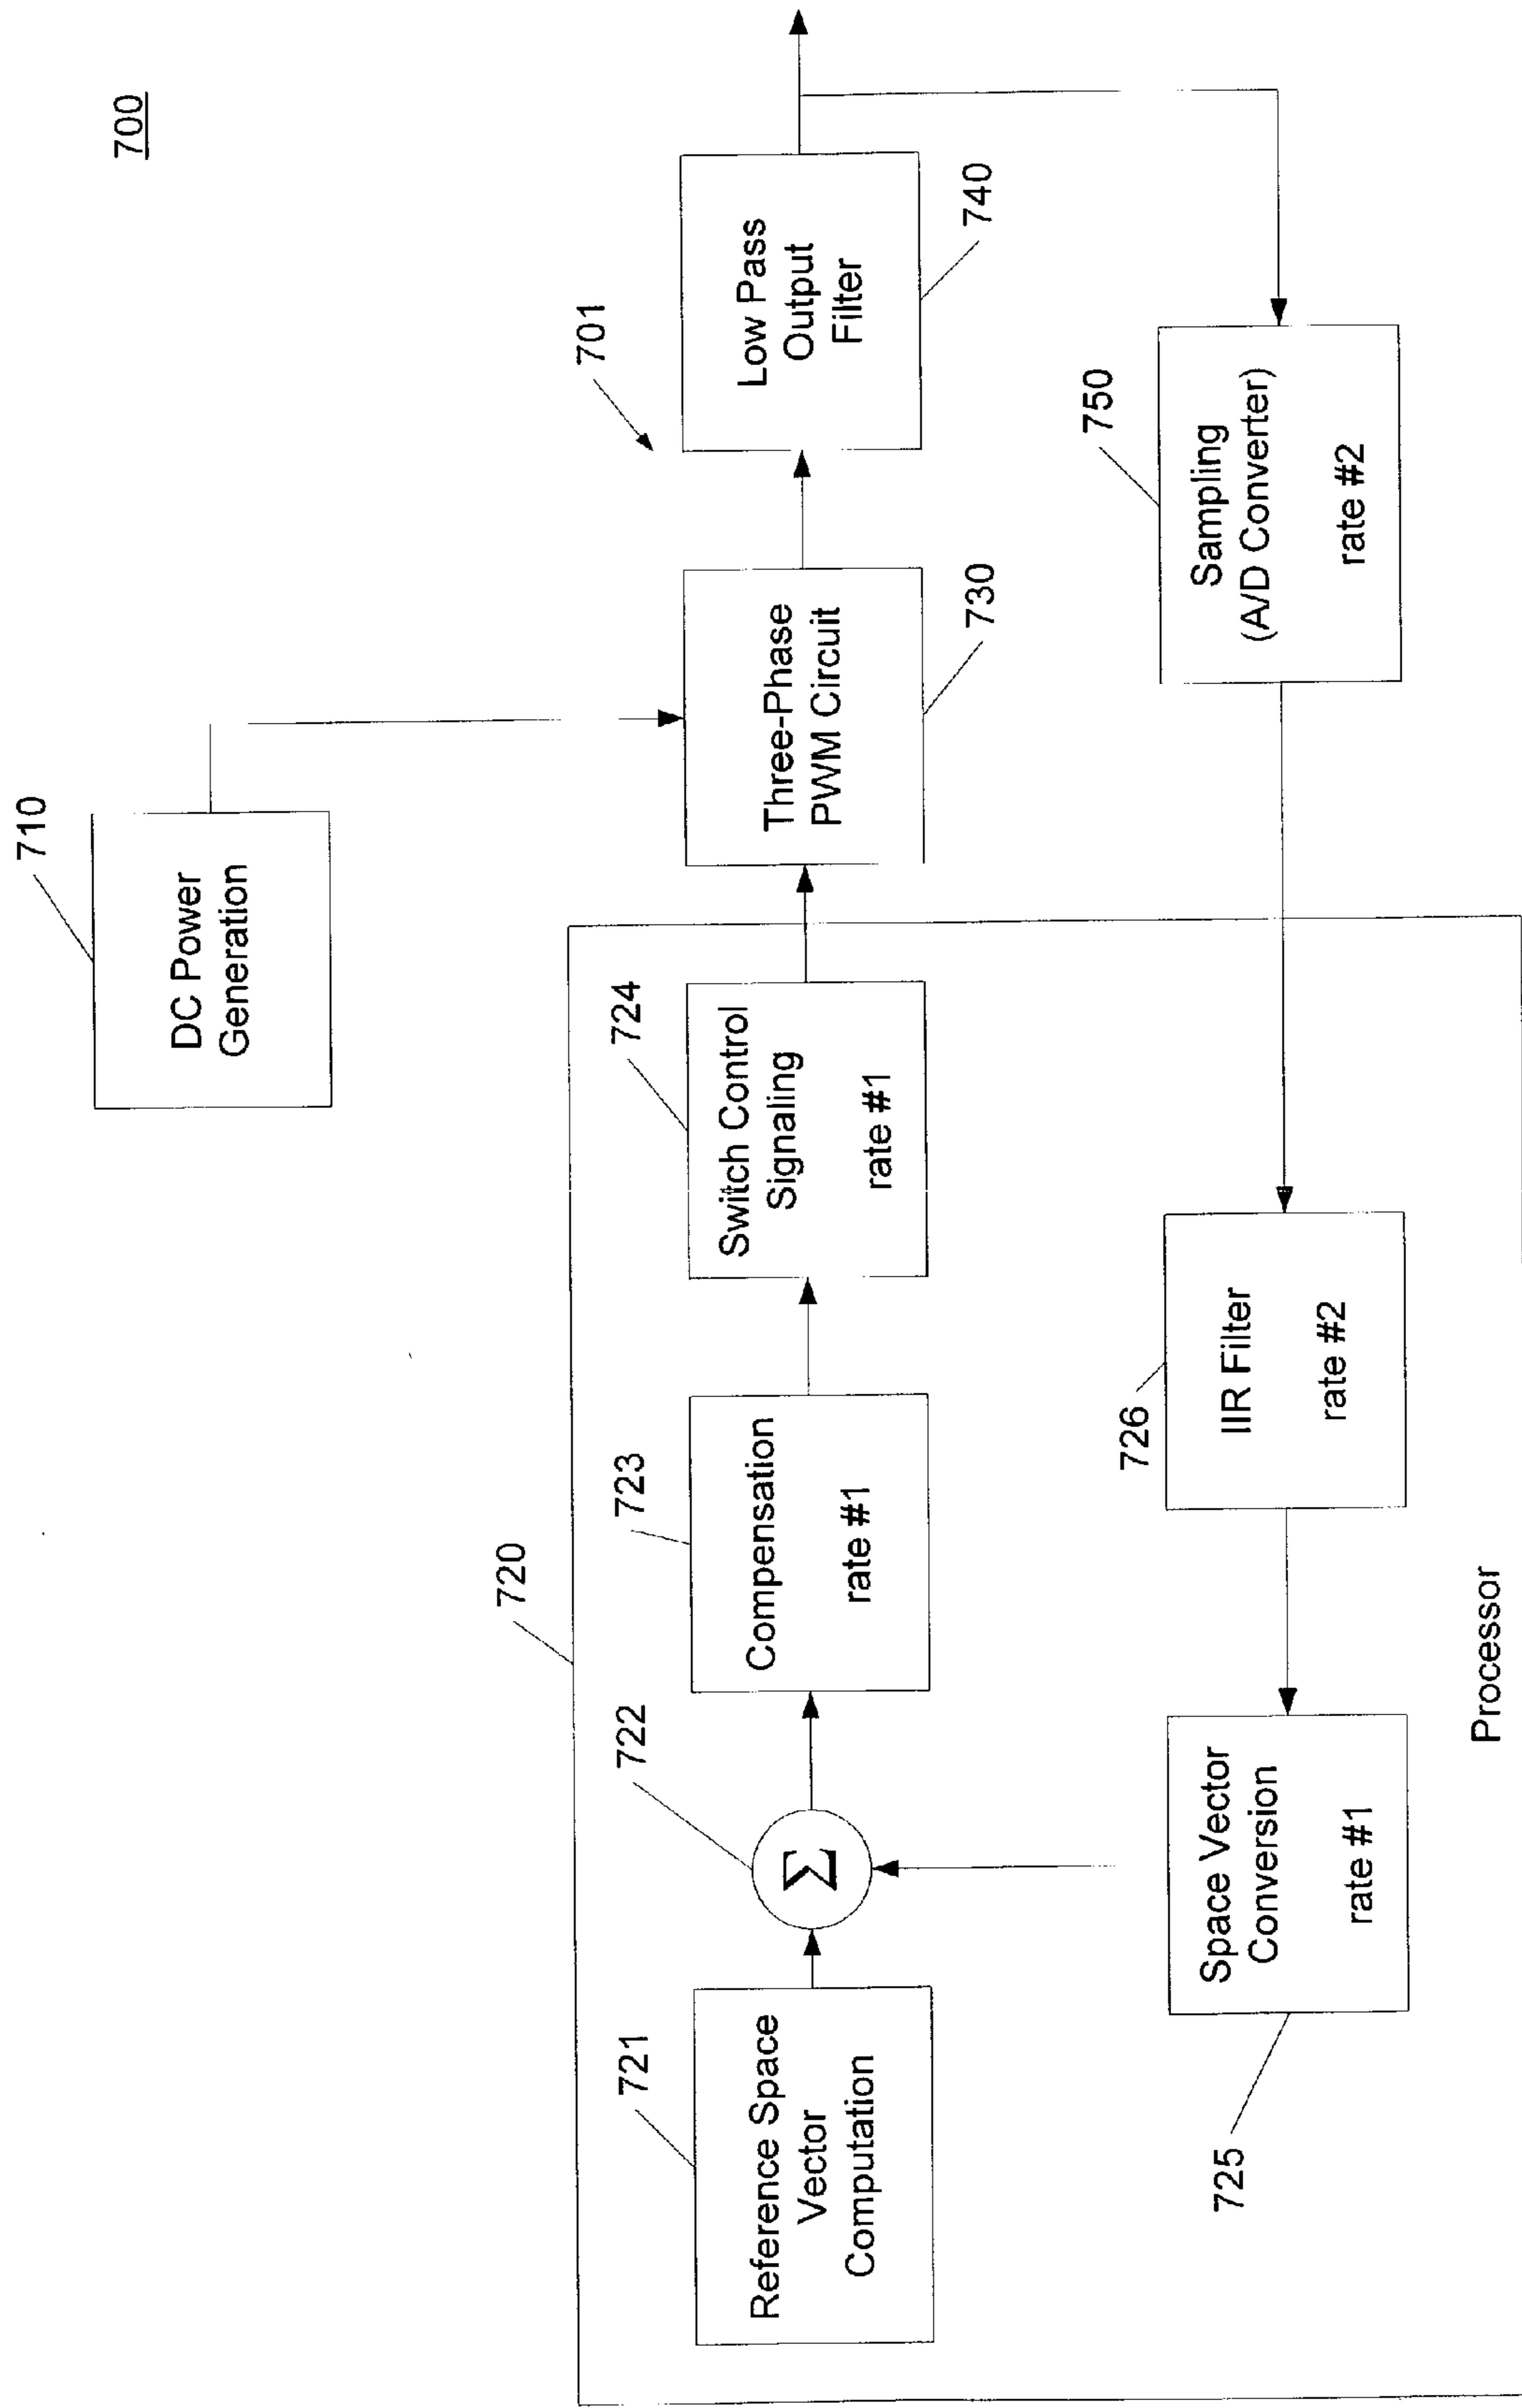 700
710
DC Power
Generation
701
720
721
Reference Space
Vector
Computation
722
Σ
723
Compensation
rate #1
724
Switch Control
Signaling
rate #1
Three-Phase
PWM Circuit
730
Low Pass
Output
Filter
740
725
Space Vector
Conversion
rate #1
726
IIR Filter
rate #2
750
Sampling
(A/D Converter)
rate #2
Processor